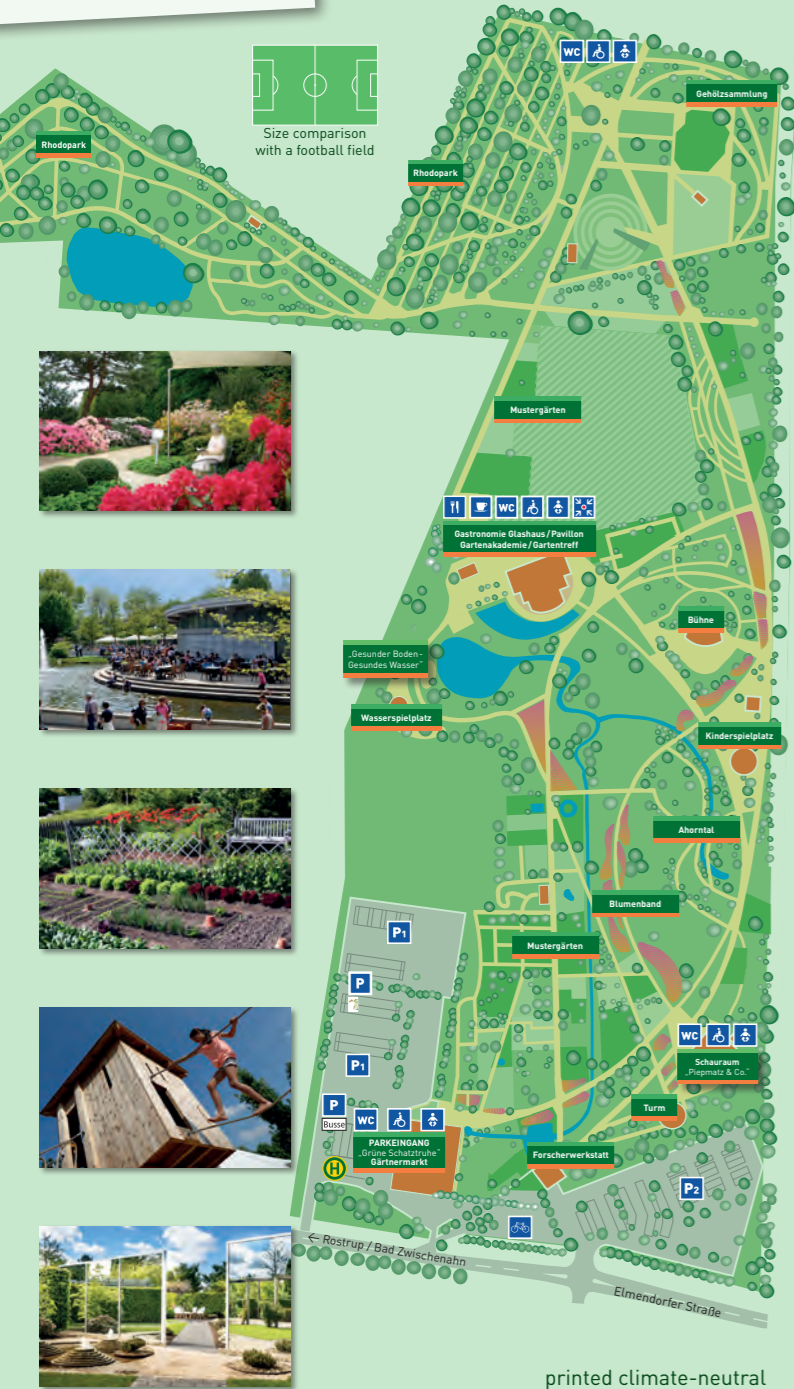 WC
Gehölzsammlung
Rhodopark
Size comparison
with a football field
Rhodopark
Mustergärten
WC
Gastronomie Glashaus / Pavillon
Gartenakademie / Gartentreff
Bühne
„Gesunder Boden -
Gesundes Wasser“
Wasserspielplatz
Kinderspielplatz
Ahorntal
Blumenband
P1
Mustergärten
P
WC
P1
Schauraum
„Piepmatz & Co.“
P
Busse
WC
Turm
PARKEINGANG
„Grüne Schatztruhe“
Gärtnermarkt
H
Forscherwerkstatt
P2
← Rostrup / Bad Zwischenahn
Elmendorfer Straße
printed climate-neutral